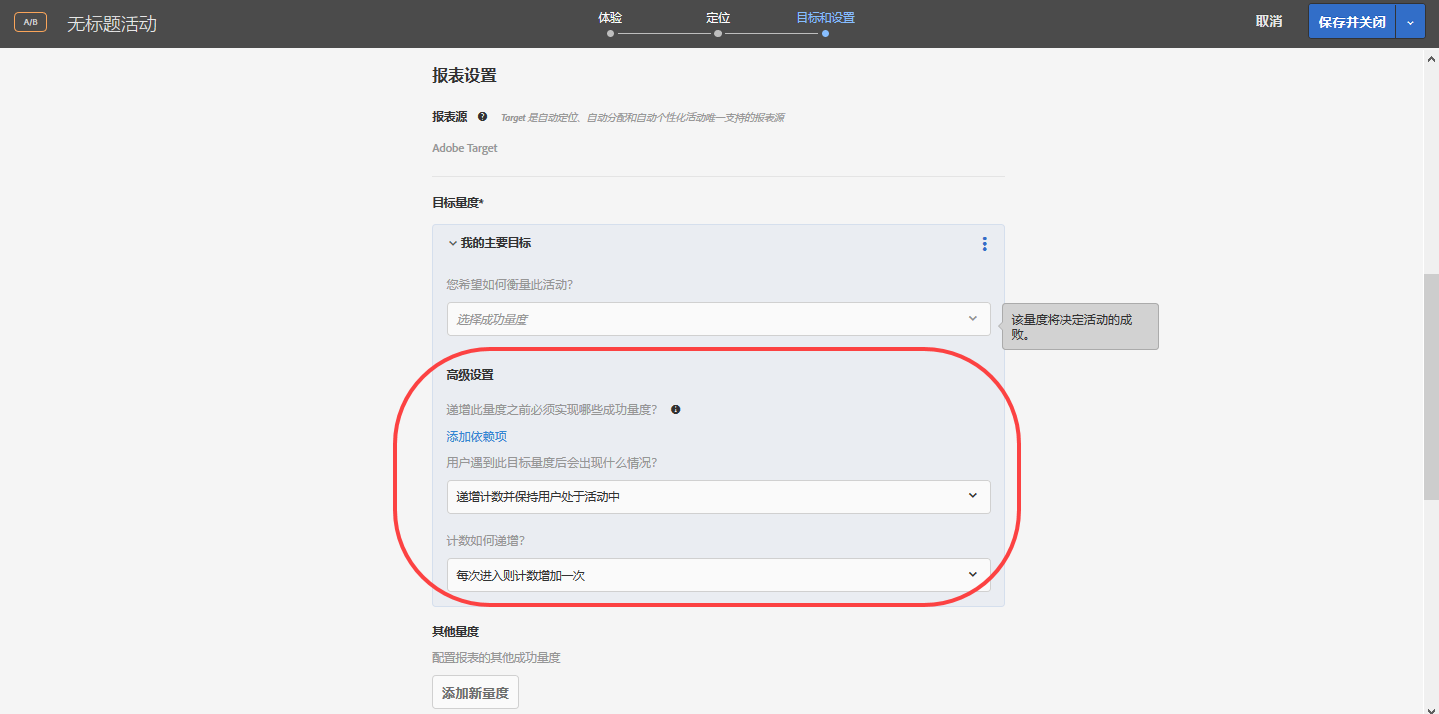 A/B
无标题活动
体验
定位
目标和设置
取消
保存并关闭
报表设置
报表源
Target 是自动定位、自动分配和自动个性化活动唯一支持的报表源
Adobe Target
目标量度*
我的主要目标
您希望如何衡量此活动?
选择成功量度
该量度将决定活动的成
败。
高级设置
递增此量度之前必须实现哪些成功量度?
添加依赖项
用户遇到此目标量度后会出现什么情况?
递增计数并保持用户处于活动中
计数如何递增?
每次进入则计数增加一次
其他量度
配置报表的其他成功量度
添加新量度